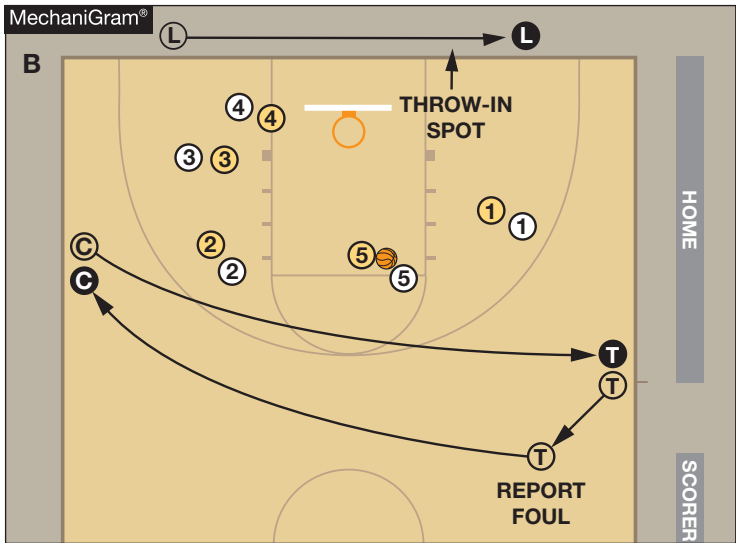 MechaniGram®
L
L
B
THROW-IN
SPOT
4
4
3
3
1
1
2
2
5
5
C
C
T
T
T
REPORT
FOUL
HOME
SCORER